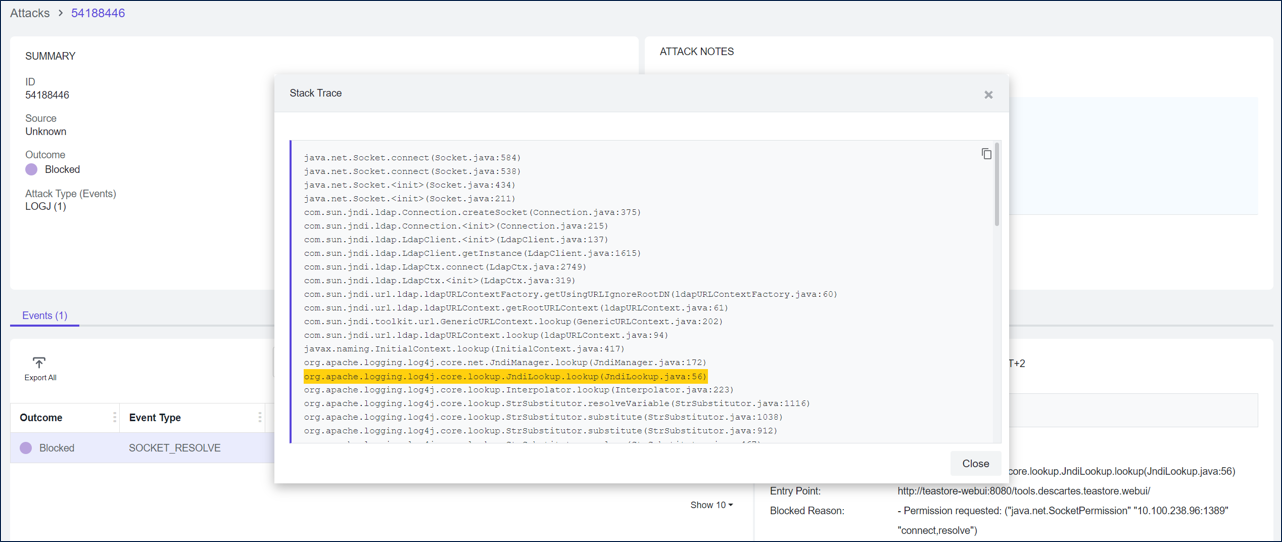 Attacks > 54188446
SUMMARY
ID
54188446
Source
Unknown
Outcome
Blocked
Attack Type (Events)
LOGJ (1)
ATTACK NOTES
Stack Trace
java.net.Socket.connect(Socket.java:584)
java.net.Socket.connect(Socket.java:538)
java.net.Socket.<init>(Socket.java:434)
java.net.Socket.<init>(Socket.java:211)
com.sun.jndi.ldap.Connection.createSocket(Connection.java:375)
com.sun.jndi.ldap.Connection.<init>(Connection.java:215)
com.sun.jndi.ldap.LdapClient.<init>(LdapClient.java:137)
com.sun.jndi.ldap.LdapClient.getInstance(LdapClient.java:1615)
com.sun.jndi.ldap.LdapCtx.connect(LdapCtx.java:2749)
com.sun.jndi.ldap.LdapCtx.<init>(LdapCtx.java:319)
com.sun.jndi.url.ldap.ldapURLContextFactory.getUsingURLIgnoreRootDN(ldapURLContextFactory.java:60)
com.sun.jndi.url.ldap.ldapURLContext.getRootURLContext(ldapURLContext.java:61)
com.sun.jndi.toolkit.url.GenericURLContext.lookup(GenericURLContext.java:202)
com.sun.jndi.url.ldap.ldapURLContext.lookup(ldapURLContext.java:94)
javax.naming.InitialContext.lookup(InitialContext.java:417)
org.apache.logging.log4j.core.net.JndiManager.lookup(JndiManager.java:172)
org.apache.logging.log4j.core.lookup.JndiLookup.lookup(JndiLookup.java:56)
org.apache.logging.log4j.core.lookup.Interpolator.lookup(Interpolator.java:223)
org.apache.logging.log4j.core.lookup.StrSubstitutor.resolveVariable(StrSubstitutor.java:1116)
org.apache.logging.log4j.core.lookup.StrSubstitutor.substitute(StrSubstitutor.java:1038)
org.apache.logging.log4j.core.lookup.StrSubstitutor.substitute(StrSubstitutor.java:912)
Close
Events (1)
Export All
Outcome
Event Type
Blocked
SOCKET_RESOLVE
Show 10
T+2
core.lookup.JndiLookup.lookup(JndiLookup.java:56)
Entry Point: http://teastore-webui:8080/tools.descartes.teastore.webui/
Blocked Reason: - Permission requested: ("java.net.SocketPermission" "10.100.238.96:1389"
"connect,resolve")